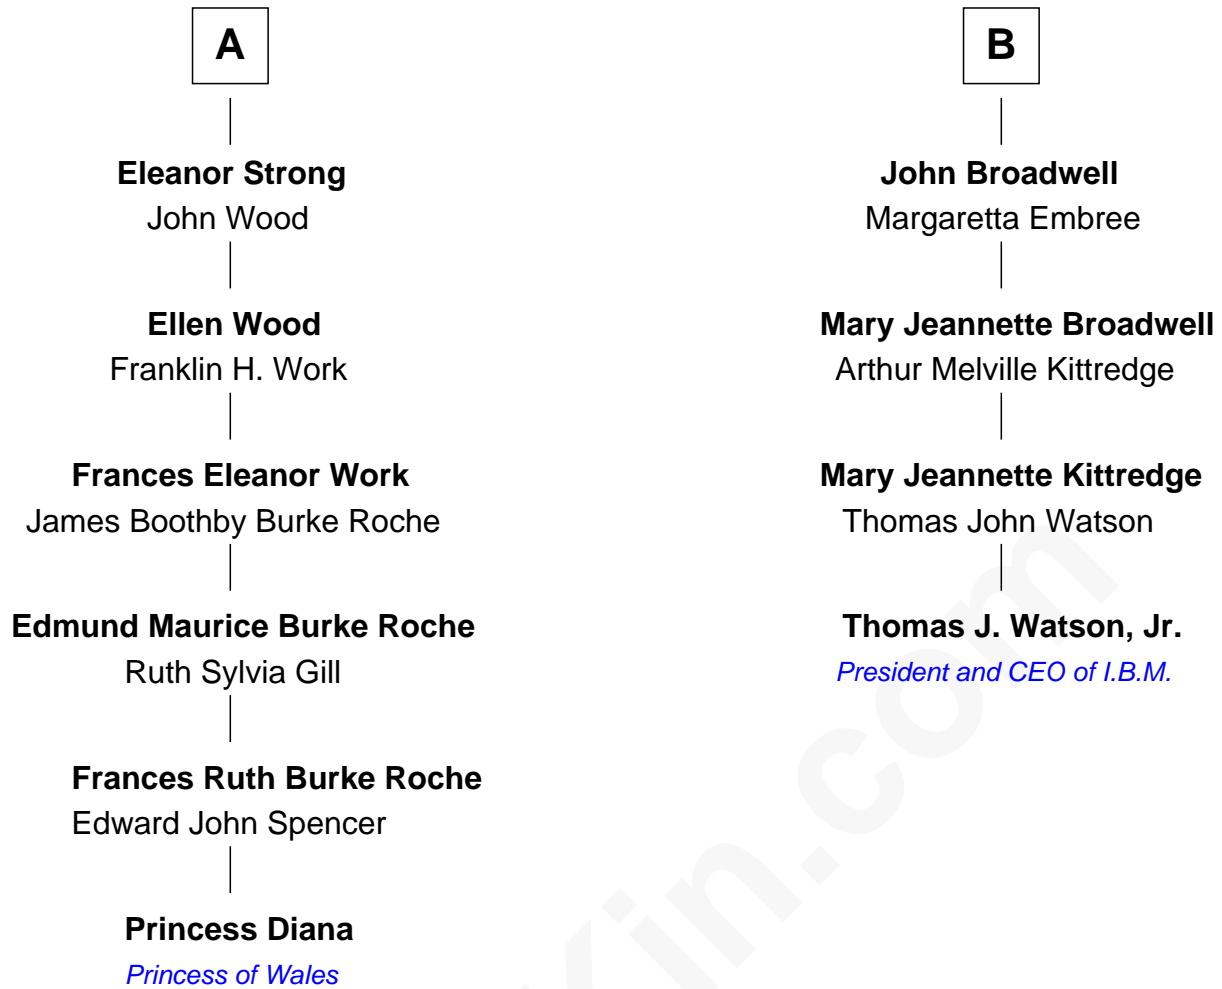 A
Eleanor Strong
John Wood
Ellen Wood
Franklin H. Work
Frances Eleanor Work
James Boothby Burke Roche
Edmund Maurice Burke Roche
Ruth Sylvia Gill
Frances Ruth Burke Roche
Edward John Spencer
Princess Diana
Princess of Wales
B
John Broadwell
Margaretta Embree
Mary Jeannette Broadwell
Arthur Melville Kittredge
Mary Jeannette Kittredge
Thomas John Watson
Thomas J. Watson, Jr.
President and CEO of I.B.M.
Kin.com